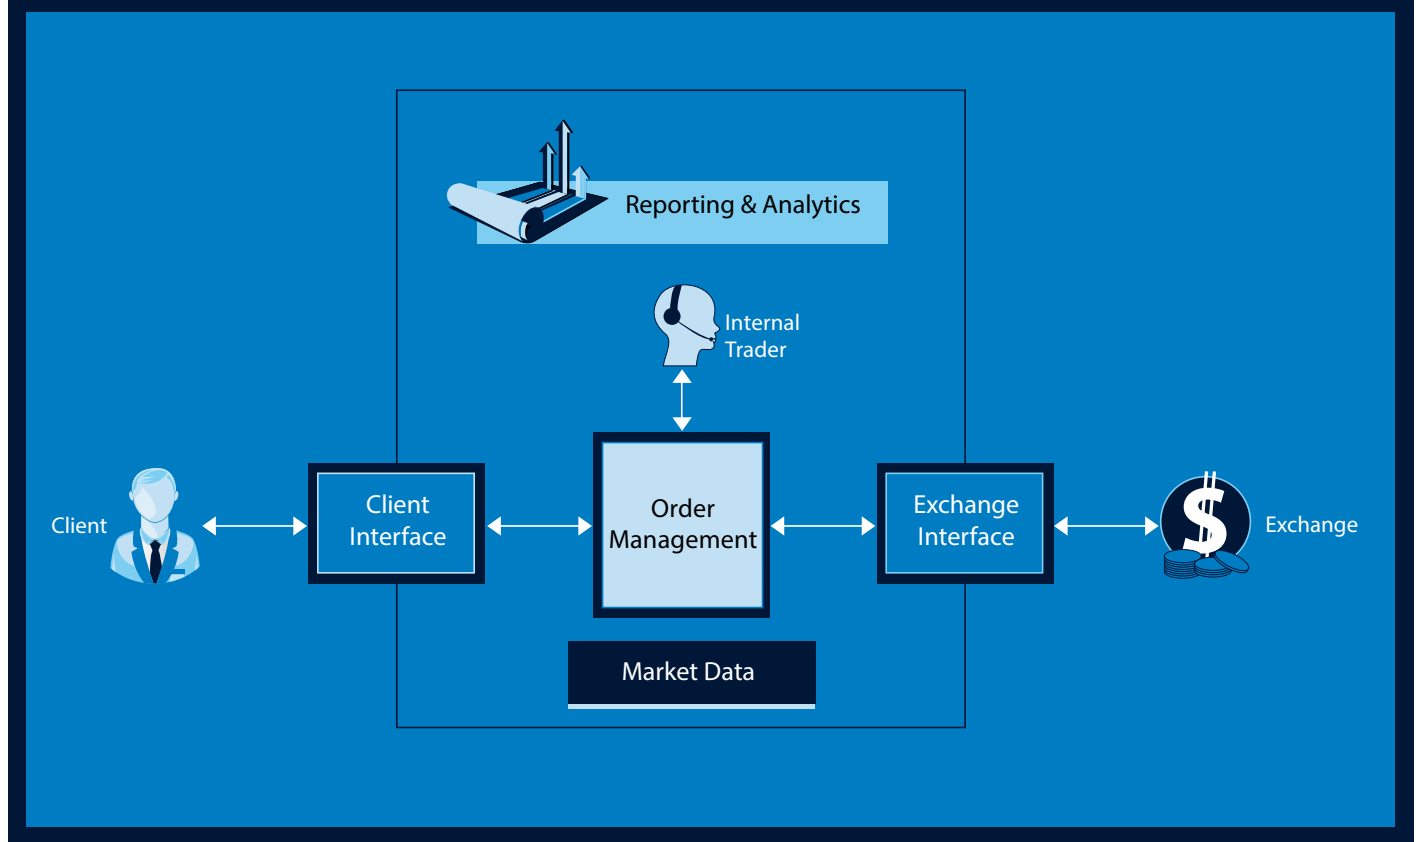 Reporting & Analytics
Internal
Trader
Client
Client
Interface
Order
Management
Exchange
Interface
Exchange
Market Data